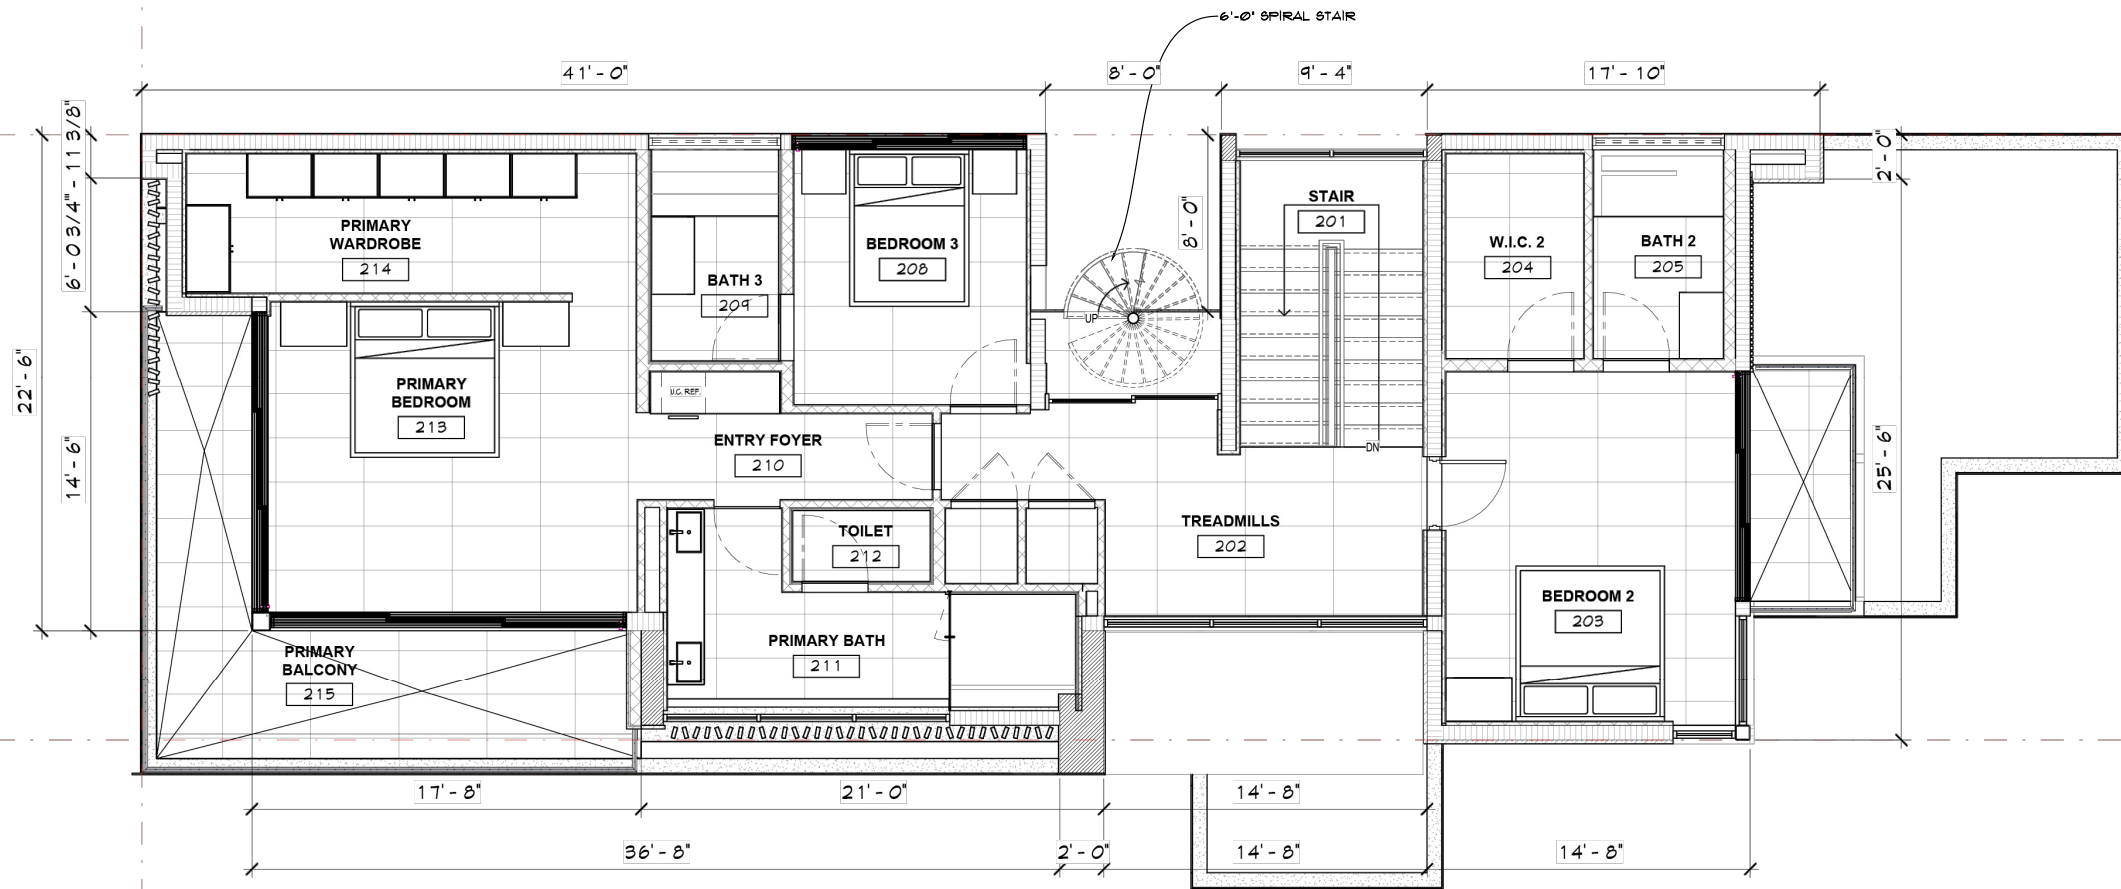 6'-0" SPIRAL STAIR
41'-0"
8'-0"
9'-4"
17'-10"
11 3/8"
6'-0 3/4"
22'-6"
14'-6"
8'-0"
2'-0"
25'-6"
PRIMARY
WARDROBE
214
BATH 3
209
BEDROOM 3
208
UP
STAIR
201
DN
W.I.C. 2
204
BATH 2
205
PRIMARY
BEDROOM
213
U.C. REF.
ENTRY FOYER
210
TOILET
212
TREADMILLS
202
BEDROOM 2
203
PRIMARY BATH
211
PRIMARY
BALCONY
215
17'-8"
21'-0"
14'-8"
36'-8"
2'-0"
14'-8"
14'-8"